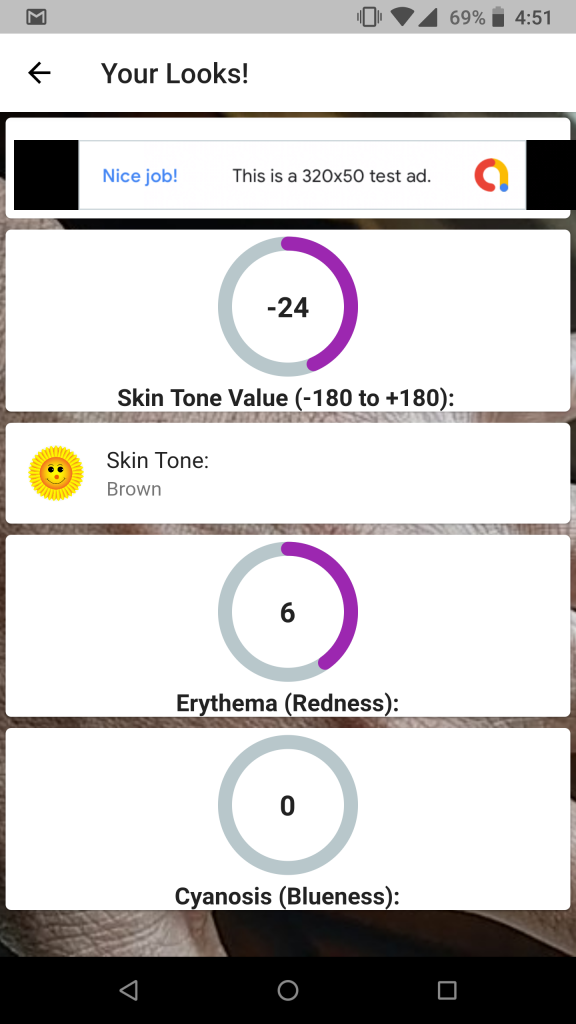 69% 4:51
Your Looks!
Nice job! This is a 320x50 test ad.
-24
Skin Tone Value (-180 to +180):
Skin Tone:
Brown
6
Erythema (Redness):
0
Cyanosis (Blueness):